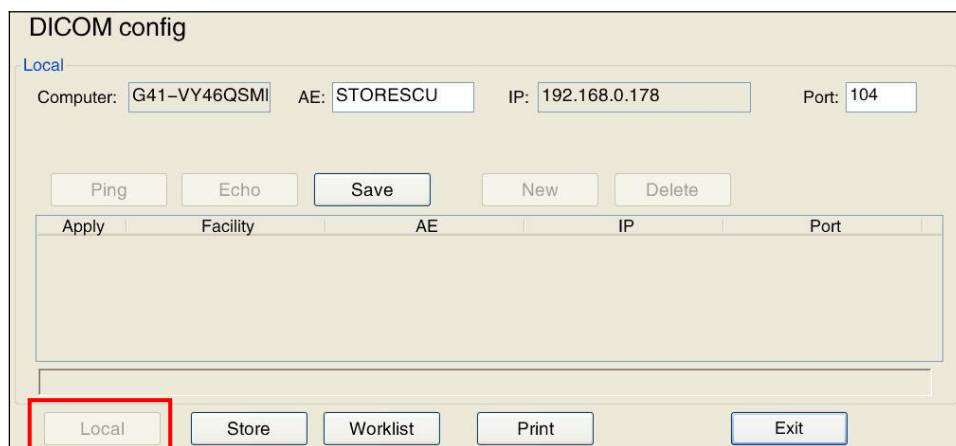 DICOM config
Local
Computer: G41-VY46QSMI AE: STORESCU IP: 192.168.0.178 Port: 104
Ping Echo Save New Delete
Apply Facility AE IP Port
Local Store Worklist Print Exit